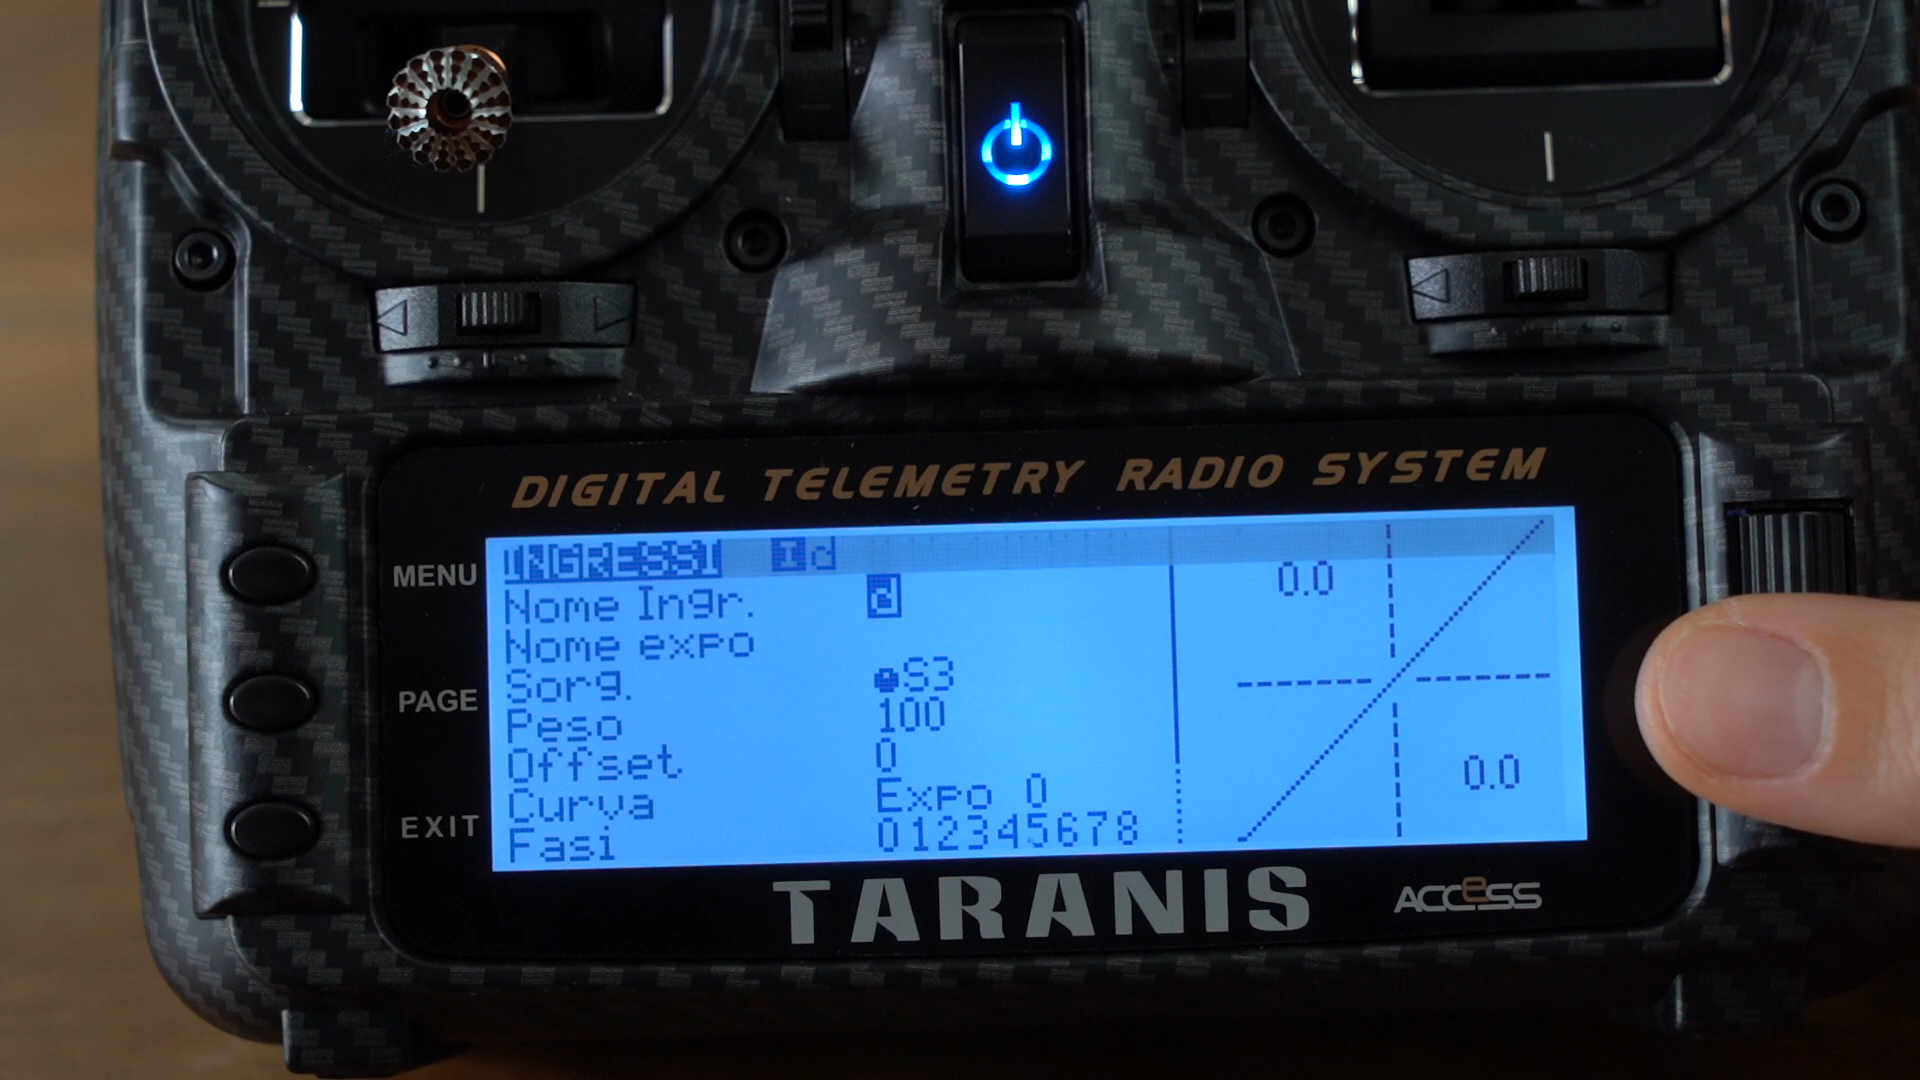 DIGITAL TELEMETRY RADIO SYSTEM
MENU
PAGE
EXIT
INGRESSI Id
Nome Ingr.
Nome expo
Sorg. S3
Peso 100
Offset 0
Curva Expo 0
Fasi 012345678
0.0
0.0
TARANIS
ACCeSS